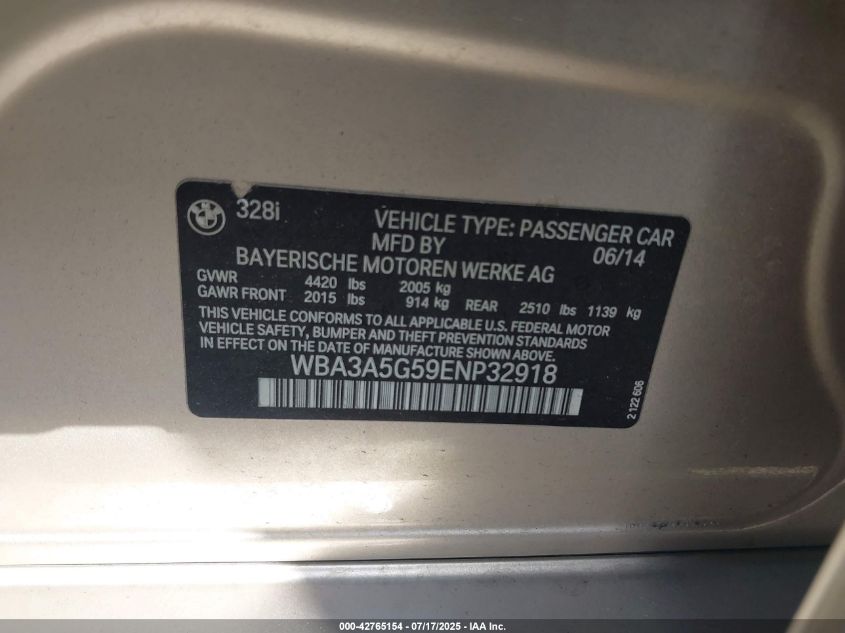 328i
VEHICLE TYPE: PASSENGER CAR
MFD BY 06/14
BAYERISCHE MOTOREN WERKE AG
GVWR 4420 lbs 2005 kg
GAWR FRONT 2015 lbs 914 kg REAR 2510 lbs 1139 kg
THIS VEHICLE CONFORMS TO ALL APPLICABLE U.S. FEDERAL MOTOR
VEHICLE SAFETY, BUMPER AND THEFT PREVENTION STANDARDS
IN EFFECT ON THE DATE OF MANUFACTURE SHOWN ABOVE.
WBA3A5G59ENP32918
2 122 606
000-42765154 - 07/17/2025 - IAA Inc.